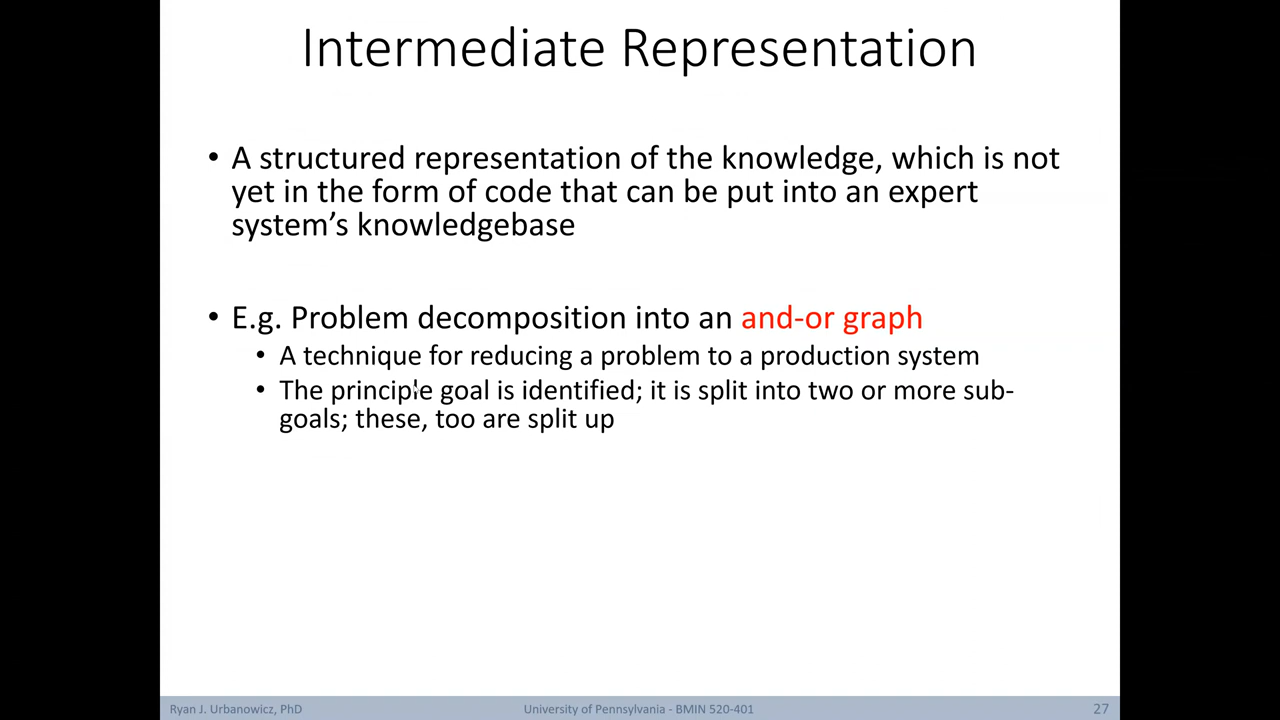 Intermediate Representation
• A structured representation of the knowledge, which is not
yet in the form of code that can be put into an expert
system’s knowledgebase
• E.g. Problem decomposition into an and-or graph
• A technique for reducing a problem to a production system
• The principle goal is identified; it is split into two or more sub-
goals; these, too are split up
Ryan J. Urbanowicz, PhD
University of Pennsylvania - BMIN 520-401
27